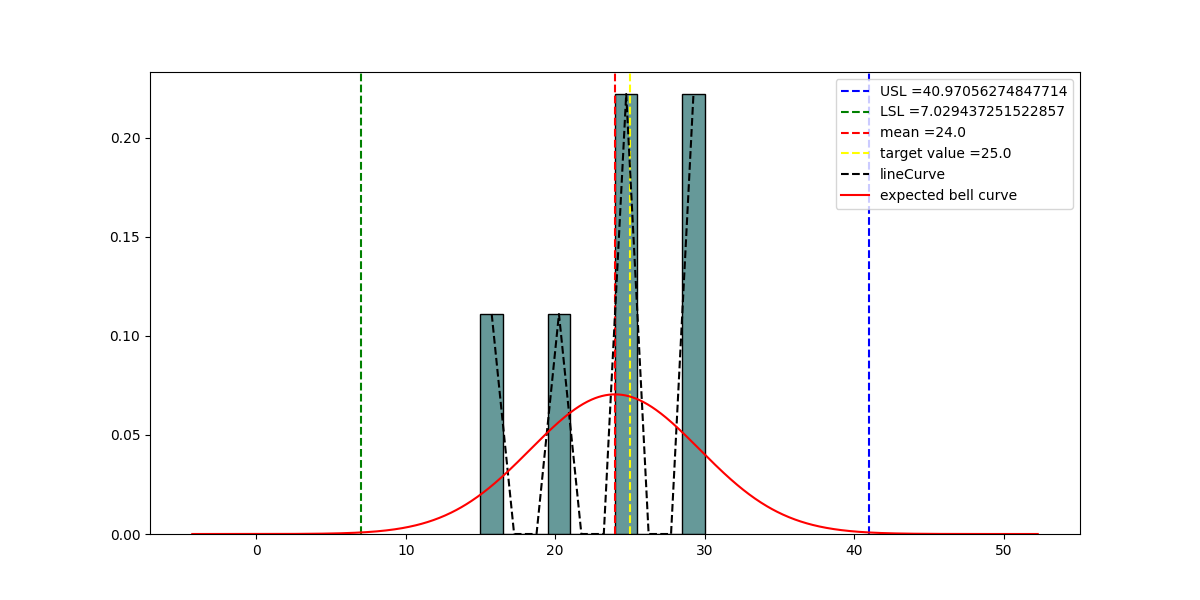 USL =40.97056274847714
LSL =7.029437251522857
mean =24.0
target value =25.0
lineCurve
expected bell curve
0.20
0.15
0.10
0.05
0.00
0 10 20 30 40 50